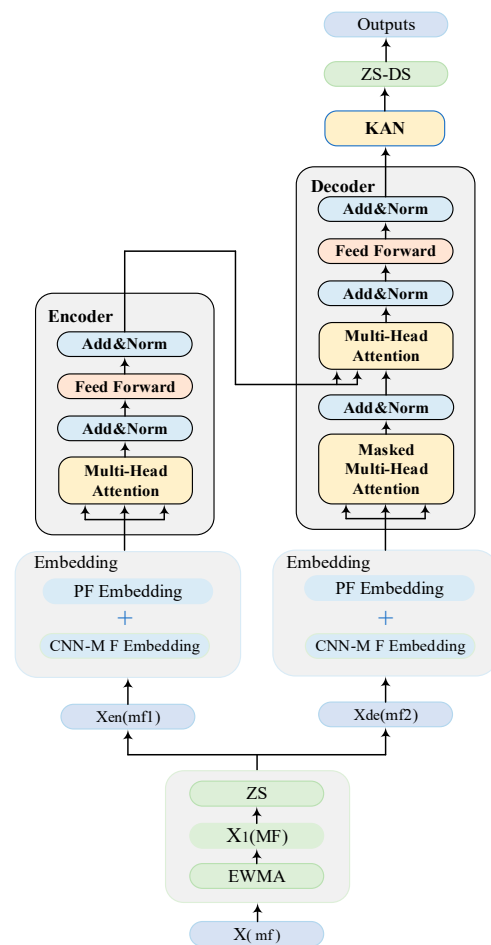 Outputs
ZS-DS
KAN
Decoder
Add&Norm
Feed Forward
Add&Norm
Multi-Head
Attention
Add&Norm
Masked
Multi-Head
Attention
Encoder
Add&Norm
Feed Forward
Add&Norm
Multi-Head
Attention
Embedding
PF Embedding
+
CNN-M F Embedding
Embedding
PF Embedding
+
CNN-M F Embedding
Xen(mf1)
Xde(mf2)
ZS
X1(MF)
EWMA
X( mf)